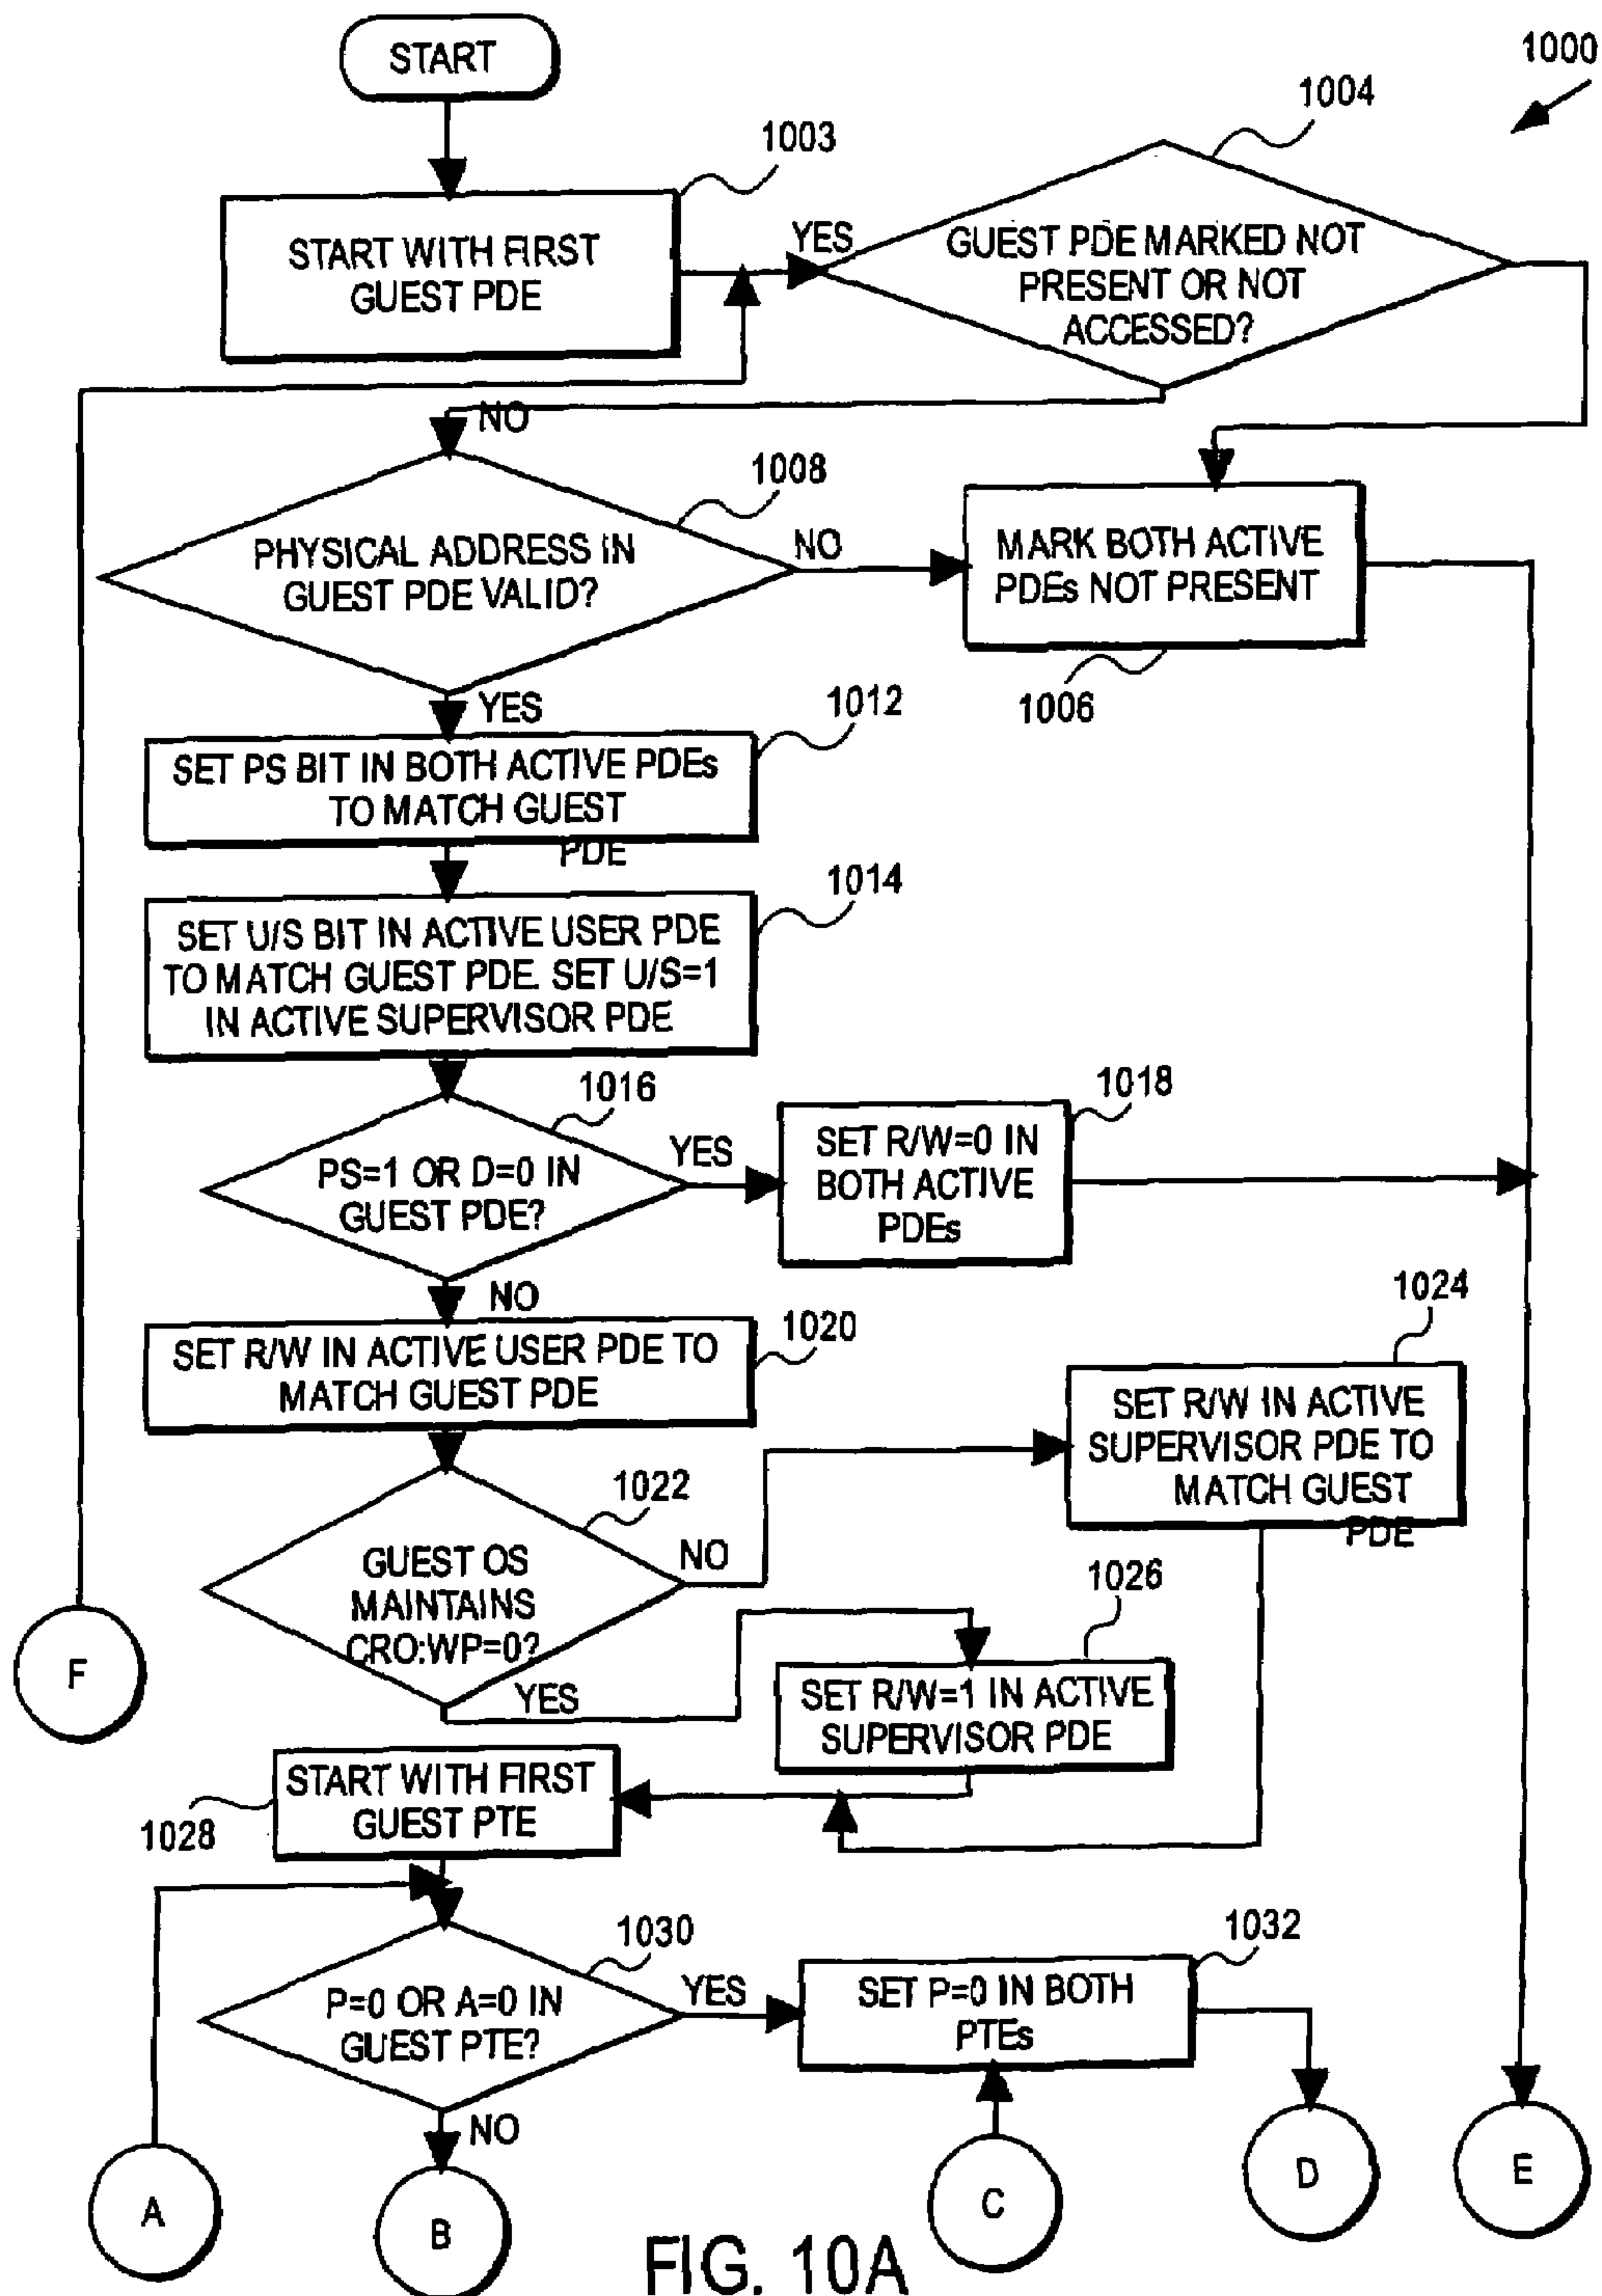 START
1000
1003
1004
START WITH FIRST
GUEST PDE
YES
GUEST PDE MARKED NOT
PRESENT OR NOT
ACCESSED?
NO
1008
PHYSICAL ADDRESS IN
GUEST PDE VALID?
NO
MARK BOTH ACTIVE
PDEs NOT PRESENT
1006
YES
1012
SET PS BIT IN BOTH ACTIVE PDEs
TO MATCH GUEST
PDE
1014
SET U/S BIT IN ACTIVE USER PDE
TO MATCH GUEST PDE. SET U/S=1
IN ACTIVE SUPERVISOR PDE
1016
PS=1 OR D=0 IN
GUEST PDE?
YES
1018
SET R/W=0 IN
BOTH ACTIVE
PDEs
NO
1020
SET R/W IN ACTIVE USER PDE TO
MATCH GUEST PDE
1024
SET R/W IN ACTIVE
SUPERVISOR PDE TO
MATCH GUEST
PDE
1022
GUEST OS
MAINTAINS
CRO:WP=0?
NO
YES
1026
SET R/W=1 IN ACTIVE
SUPERVISOR PDE
F
START WITH FIRST
GUEST PTE
1028
1030
P=0 OR A=0 IN
GUEST PTE?
YES
1032
SET P=0 IN BOTH
PTEs
NO
A
B
C
D
E
FIG. 10A